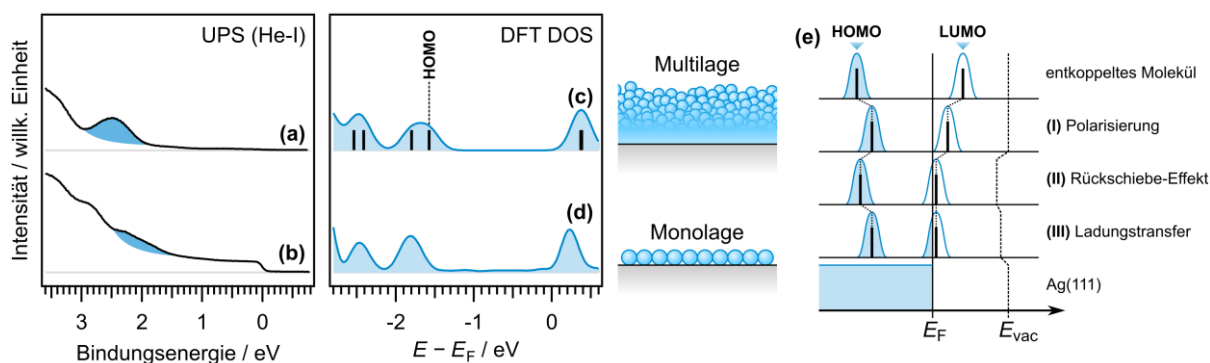 UPS (He-I)
(a)
(b)
Intensität / willk. Einheit
3 2 1 0
Bindungsenergie / eV
DFT DOS
HOMO
(c)
(d)
-2 -1 0
E − EF / eV
Multilage
Monolage
(e)
HOMO LUMO
entkoppeltes Molekül
(I) Polarisierung
(II) Rückschiebe-Effekt
(III) Ladungstransfer
Ag(111)
EF Evac